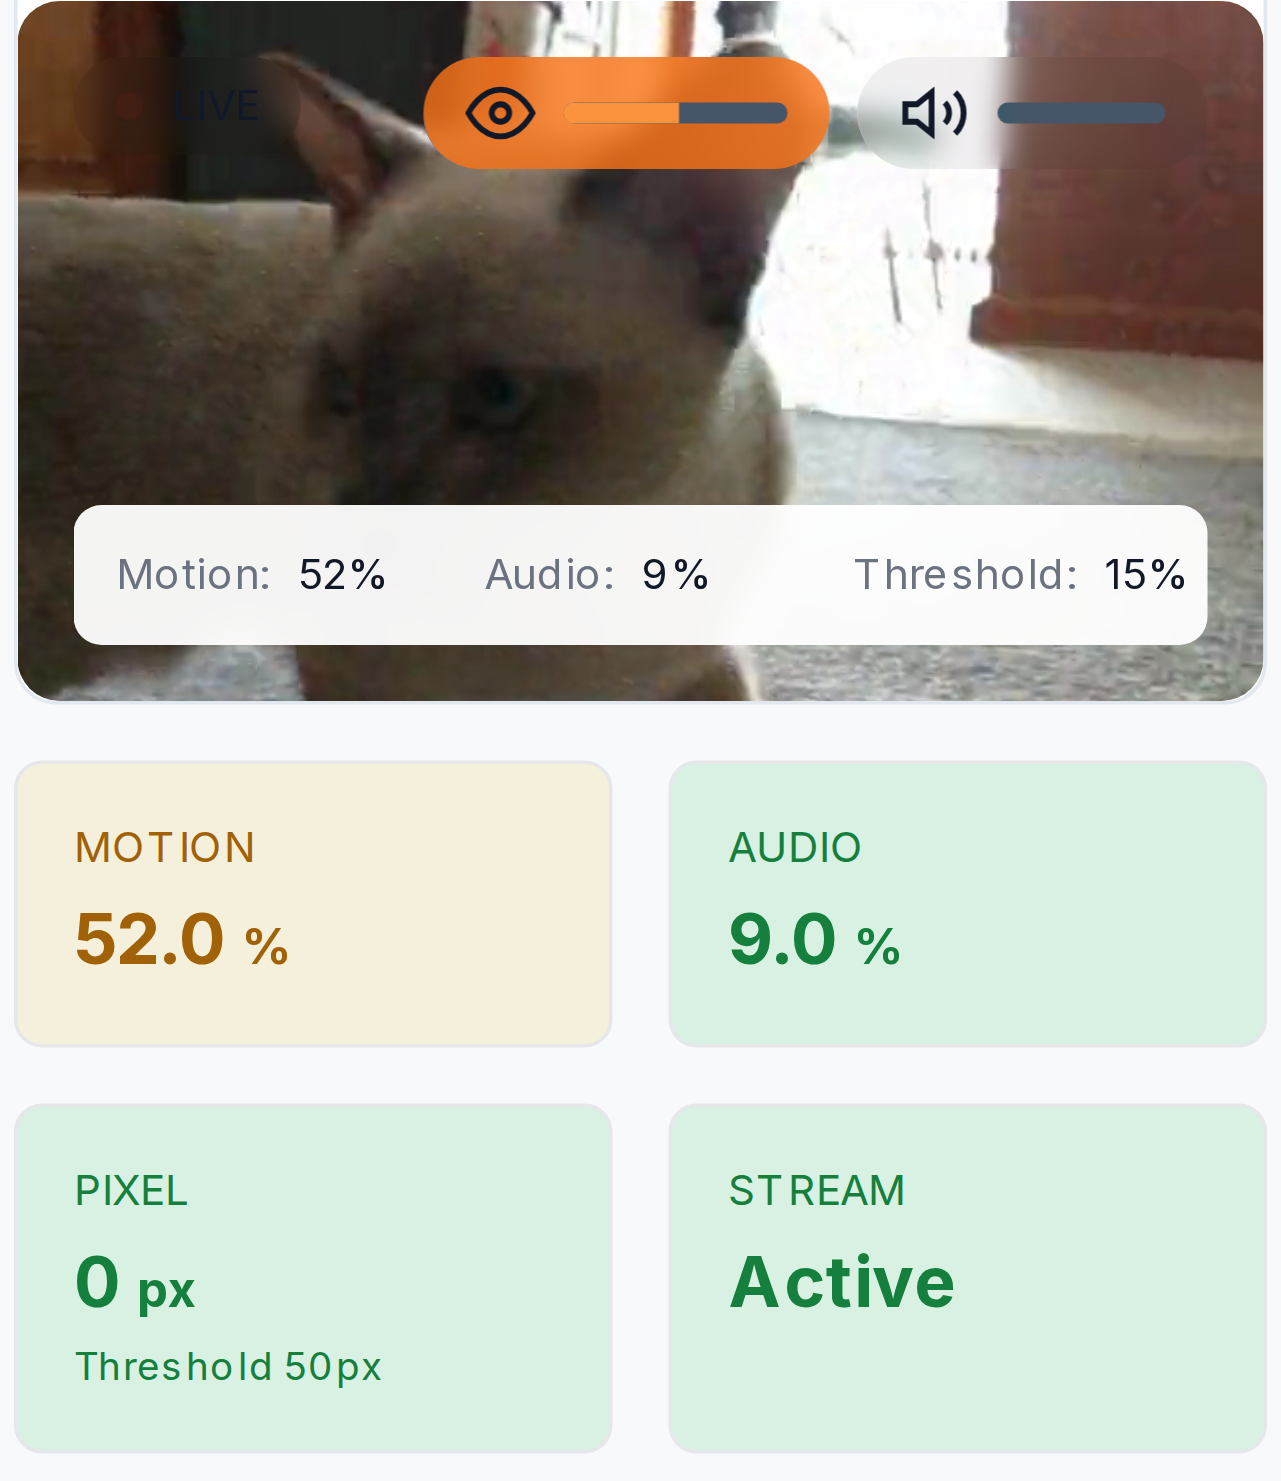 LIVE
Motion: 52% Audio: 9% Threshold: 15%
MOTION
52.0 %
AUDIO
9.0 %
PIXEL
0 px
Threshold 50px
STREAM
Active